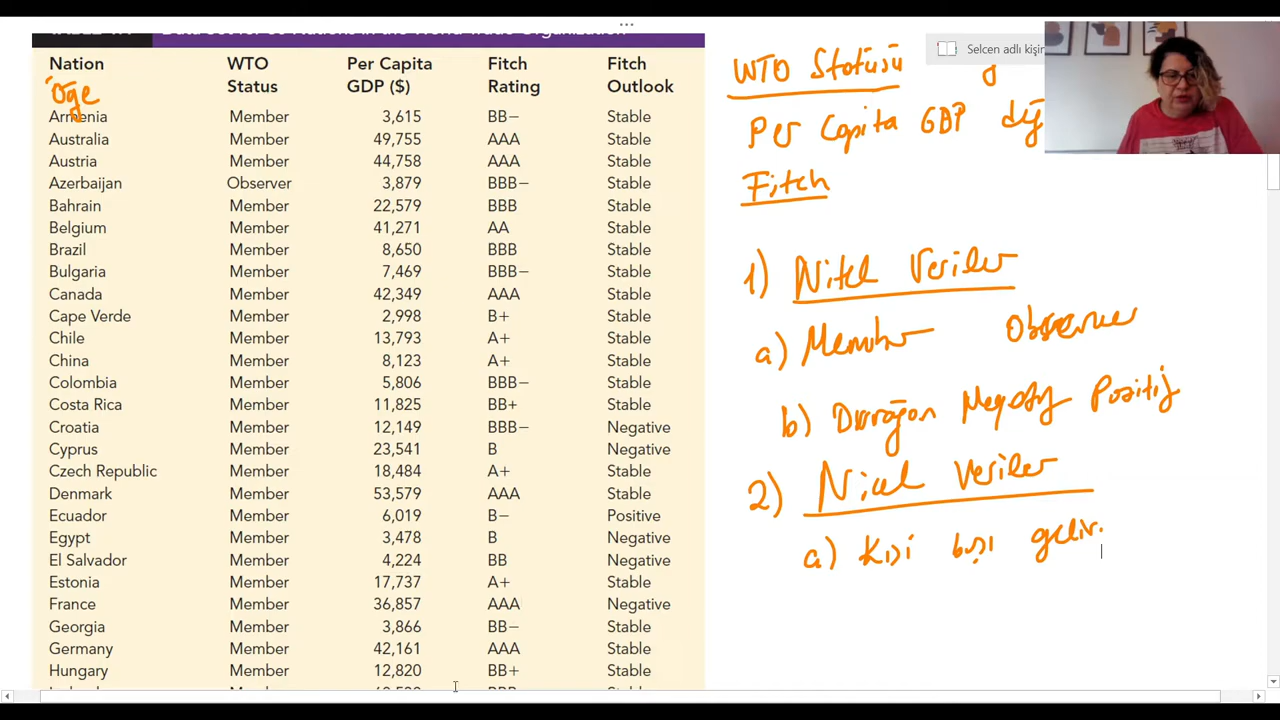 Nation WTO Status Per Capita GDP ($) Fitch Rating Fitch Outlook
Öge
Armenia Member 3,615 BB− Stable
Australia Member 49,755 AAA Stable
Austria Member 44,758 AAA Stable
Azerbaijan Observer 3,879 BBB− Stable
Bahrain Member 22,579 BBB Stable
Belgium Member 41,271 AA Stable
Brazil Member 8,650 BBB Stable
Bulgaria Member 7,469 BBB− Stable
Canada Member 42,349 AAA Stable
Cape Verde Member 2,998 B+ Stable
Chile Member 13,793 A+ Stable
China Member 8,123 A+ Stable
Colombia Member 5,806 BBB− Stable
Costa Rica Member 11,825 BB+ Stable
Croatia Member 12,149 BBB− Negative
Cyprus Member 23,541 B Negative
Czech Republic Member 18,484 A+ Stable
Denmark Member 53,579 AAA Stable
Ecuador Member 6,019 B− Positive
Egypt Member 3,478 B Negative
El Salvador Member 4,224 BB Negative
Estonia Member 17,737 A+ Stable
France Member 36,857 AAA Negative
Georgia Member 3,866 BB− Stable
Germany Member 42,161 AAA Stable
Hungary Member 12,820 BB+ Stable
WTO Statüsü
Selcen adlı kişin
Per Capita GBP değ
Fitch
1) Nitel Veriler
a) Member Observer
b) Durağan Negatif Pozitif
2) Nicel Veriler
a) Kişi başı gelir.